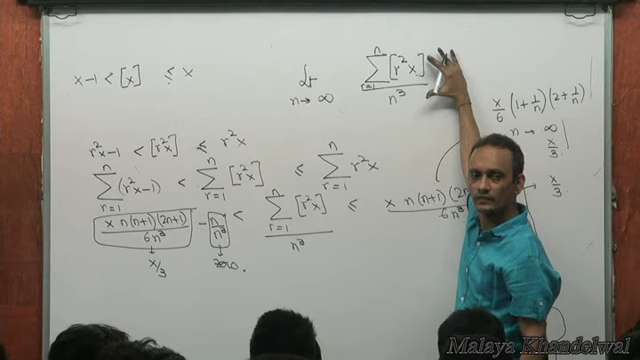 x-1 < [x] ≤ x
lt n→∞ ∑_{r=1}^{n} [r²x] / n³
x/6 (1+1/n)(2+1/n)
n→∞
x/3
r²x-1 < [r²x] ≤ r²x
∑_{r=1}^{n} (r²x-1) < ∑_{r=1}^{n} [r²x] ≤ ∑_{r=1}^{n} r²x
x n(n+1)(2n+1) / 6n³ - n/n³ < ∑_{r=1}^{n} [r²x] / n³ ≤ x n(n+1)(2n / 6n³ → x/3
↓ x/3
↓ zero.
Malaya Khandelwal